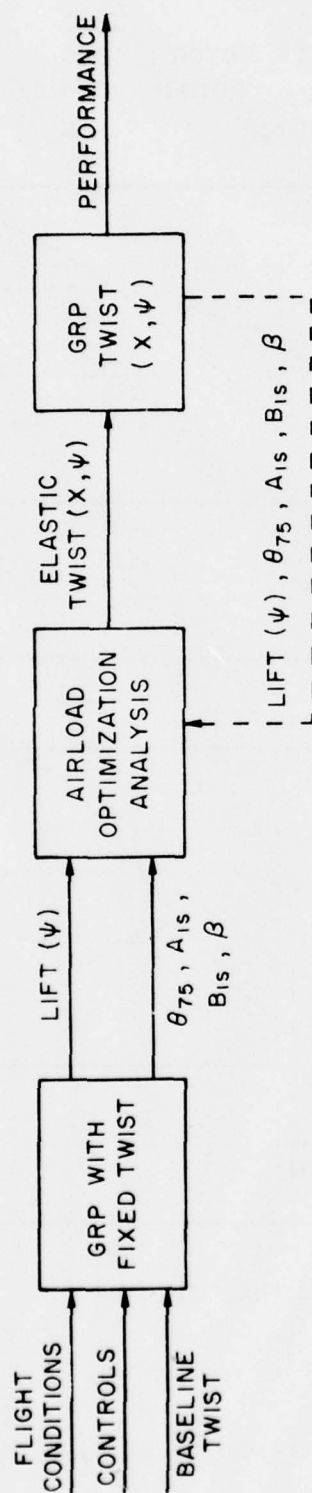 FLIGHT
CONDITIONS
CONTROLS
BASELINE
TWIST
GRP WITH
FIXED TWIST
LIFT (ψ)
θ75, A1s,
B1s, β
AIRLOAD
OPTIMIZATION
ANALYSIS
ELASTIC
TWIST (X,ψ)
GRP
TWIST
(X,ψ)
PERFORMANCE
LIFT (ψ), θ75, A1s, B1s, β